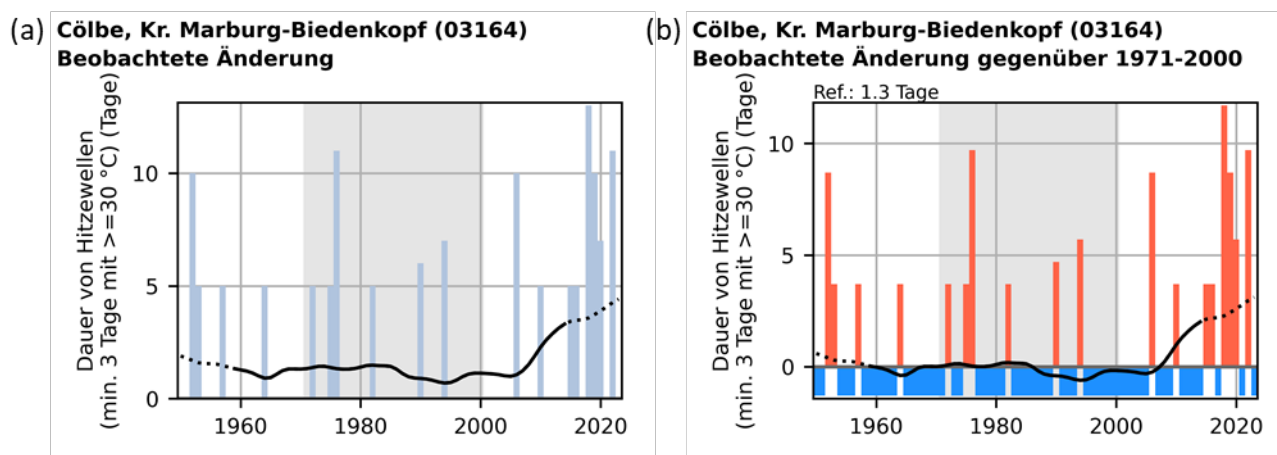 (a) Cölbe, Kr. Marburg-Biedenkopf (03164)
Beobachtete Änderung
Dauer von Hitzewellen
(min. 3 Tage mit >=30 °C) (Tage)
10
5
0
1960 1980 2000 2020
(b) Cölbe, Kr. Marburg-Biedenkopf (03164)
Beobachtete Änderung gegenüber 1971-2000
Ref.: 1.3 Tage
Dauer von Hitzewellen
(min. 3 Tage mit >=30 °C) (Tage)
10
5
0
1960 1980 2000 2020